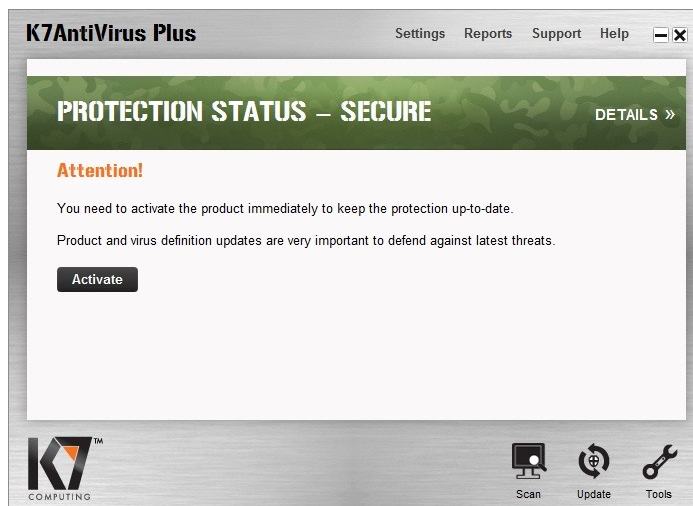 K7AntiVirus Plus
Settings Reports Support Help
PROTECTION STATUS – SECURE
DETAILS »
Attention!
You need to activate the product immediately to keep the protection up-to-date.
Product and virus definition updates are very important to defend against latest threats.
Activate
K7™
COMPUTING
Scan Update Tools